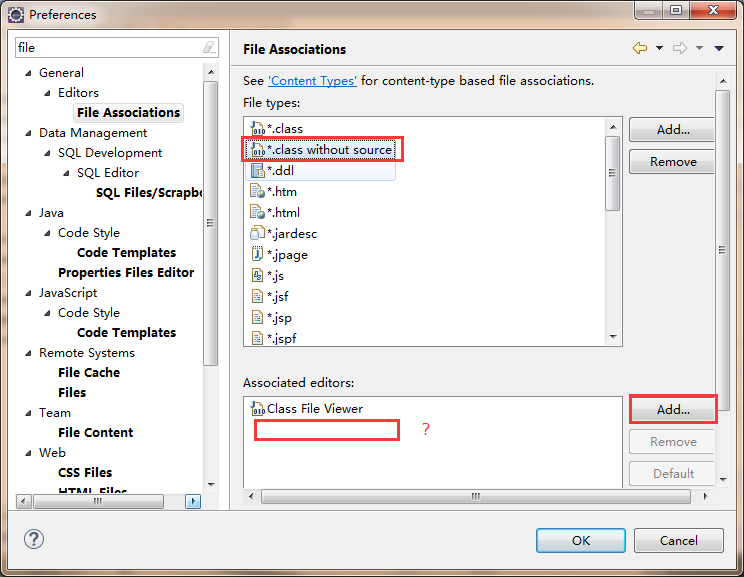 Preferences
file
General
Editors
File Associations
Data Management
SQL Development
SQL Editor
SQL Files/Scrapbo
Java
Code Style
Code Templates
Properties Files Editor
JavaScript
Code Style
Code Templates
Remote Systems
File Cache
Files
Team
File Content
Web
CSS Files
HTML Files
File Associations
See 'Content Types' for content-type based file associations.
File types:
*.class
*.class without source
*.ddl
*.htm
*.html
*.jardesc
*.jpage
*.js
*.jsf
*.jsp
*.jspf
Add...
Remove
Associated editors:
Class File Viewer
?
Add...
Remove
Default
OK
Cancel